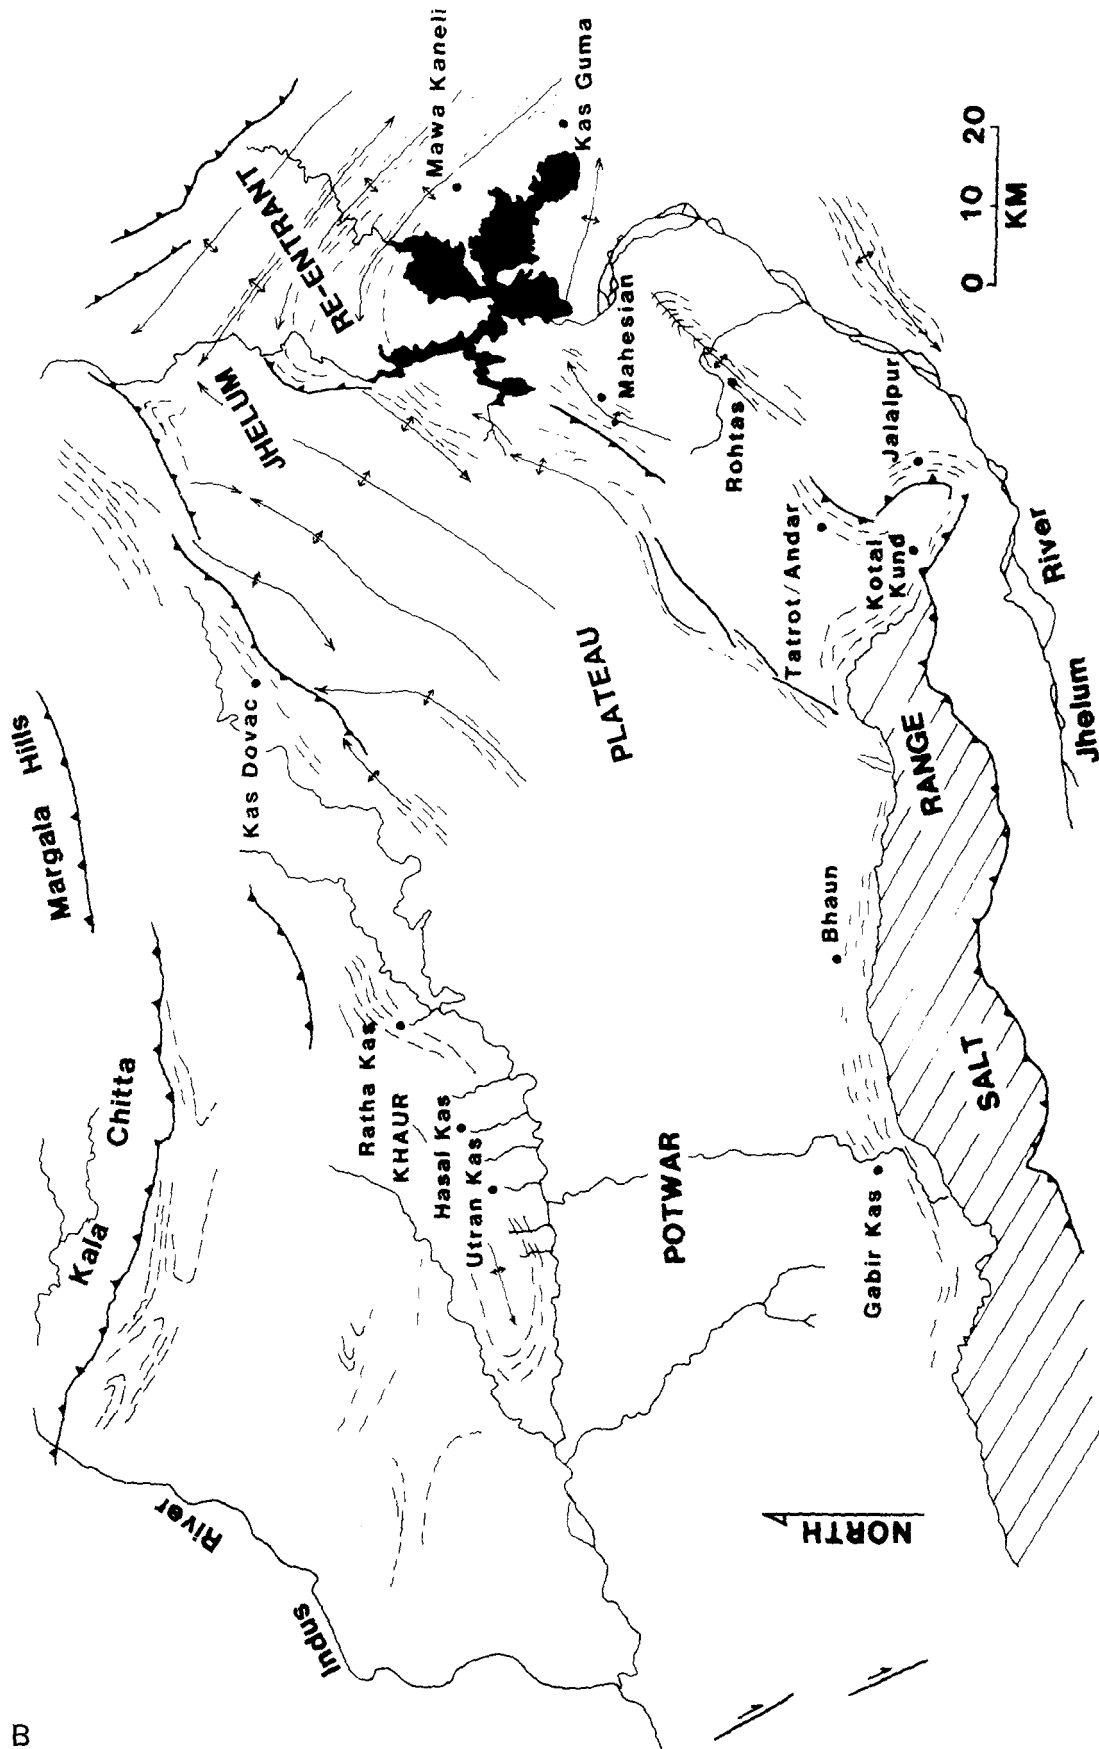 B
Margala Hills
Kala Chitta
Indus River
JHELUM RE-ENTRANT
Mawa Kaneli
Kas Guma
Kas Dovac
Ratha Kas
KHAUR
Hasal Kas
Utran Kas
Mahesian
Rohtas
POTWAR PLATEAU
Tatrot/Andar
Jalalpur
Kotal
Kund
Bhaun
Gabir Kas
SALT RANGE
Jhelum River
NORTH
0 10 20
KM